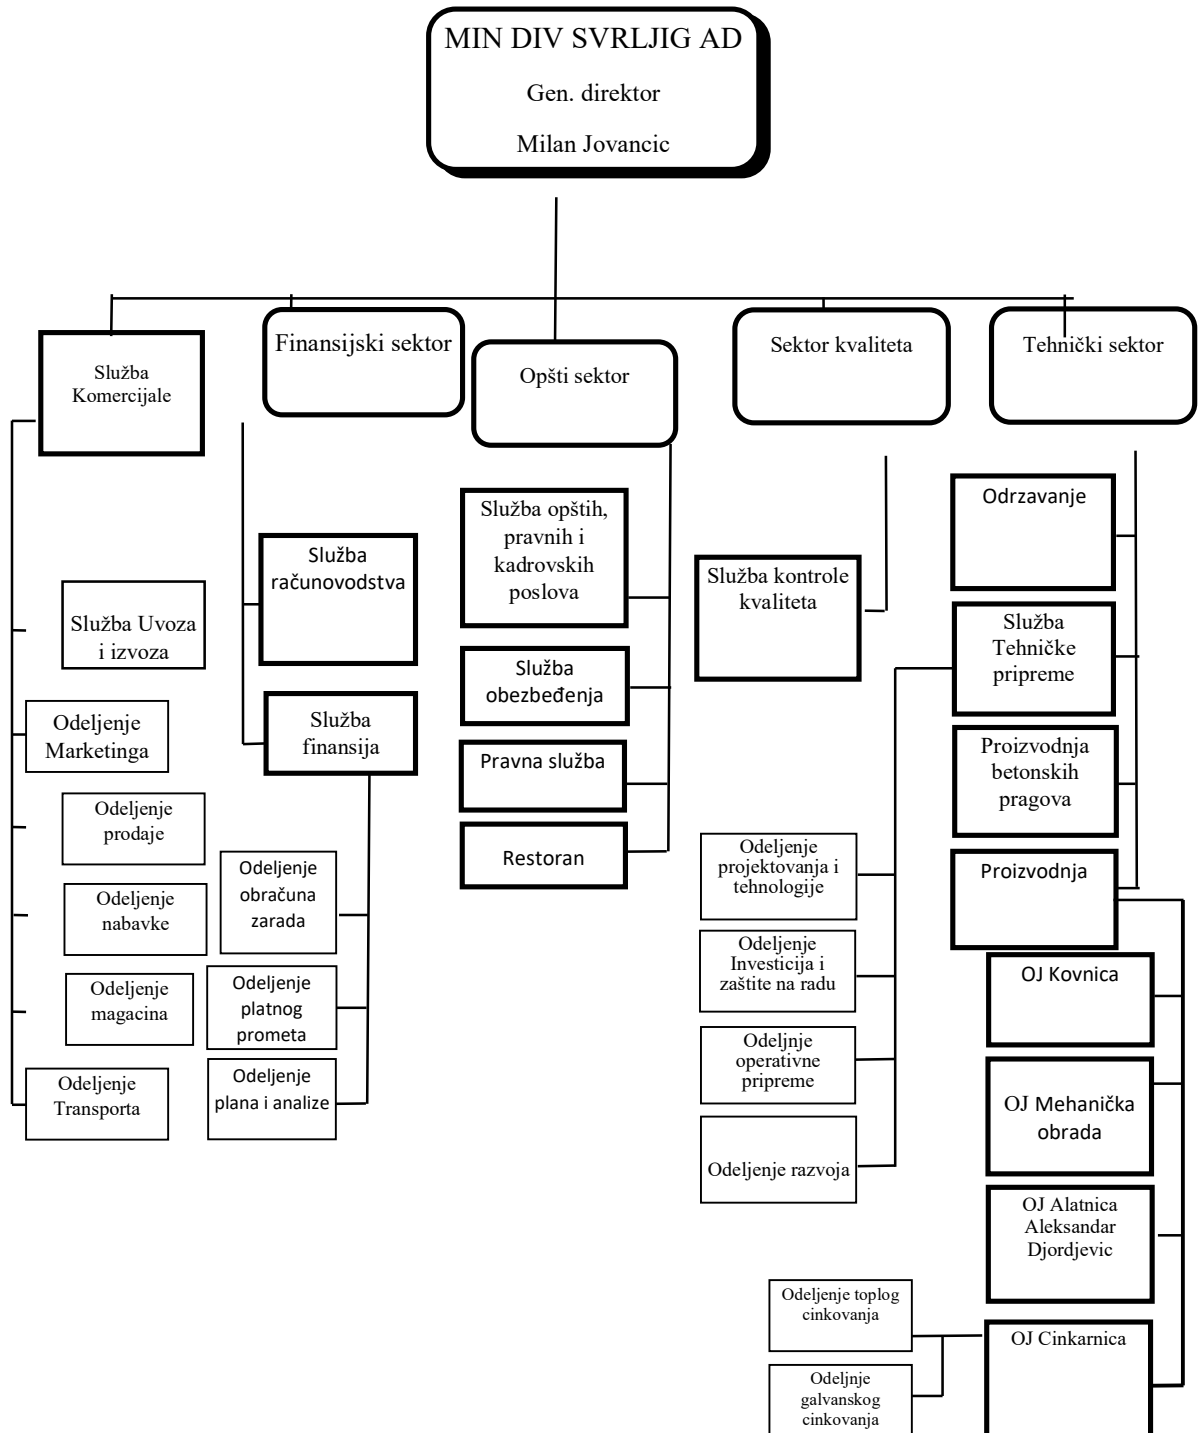 MIN DIV SVRLJIG AD
Gen. direktor
Milan Jovancic
Služba
Komercijale
Finansijski sektor
Opšti sektor
Sektor kvaliteta
Tehnički sektor
Služba Uvoza
i izvoza
Odeljenje
Marketinga
Odeljenje
prodaje
Odeljenje
nabavke
Odeljenje
magacina
Odeljenje
Transporta
Služba
računovodstva
Služba
finansija
Odeljenje
obračuna
zarada
Odeljenje
platnog
prometa
Odeljenje
plana i analize
Služba opštih,
pravnih i
kadrovskih
poslova
Služba
obezbeđenja
Pravna služba
Restoran
Služba kontrole
kvaliteta
Odrzavanje
Služba
Tehničke
pripreme
Proizvodnja
betonskih
pragova
Proizvodnja
Odeljenje
projektovanja i
tehnologije
Odeljenje
Investicija i
zaštite na radu
Odeljnje
operativne
pripreme
Odeljenje razvoja
OJ Kovnica
OJ Mehanička
obrada
OJ Alatnica
Aleksandar
Djordjevic
OJ Cinkarnica
Odeljenje toplog
cinkovanja
Odeljnje
galvanskog
cinkovanja